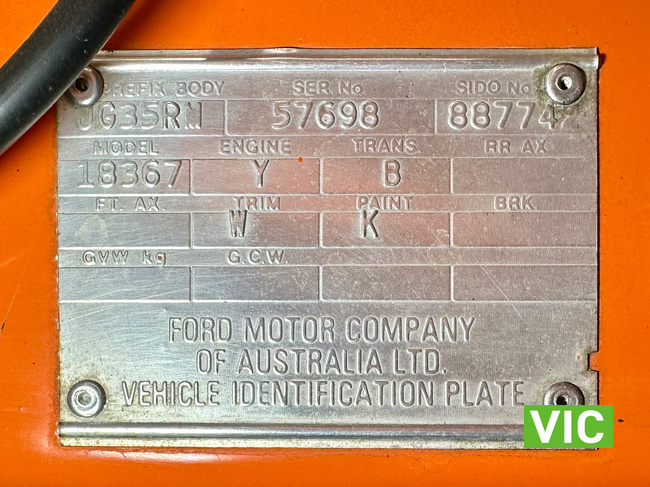 PREFIX BODY SER. No SIDO No
JG35RM 57698 88774
MODEL ENGINE TRANS. RR AX
18367 Y B
FT. AX. TRIM PAINT BRK.
W K
GVW kg G.C.W.
FORD MOTOR COMPANY
OF AUSTRALIA LTD.
VEHICLE IDENTIFICATION PLATE
VIC